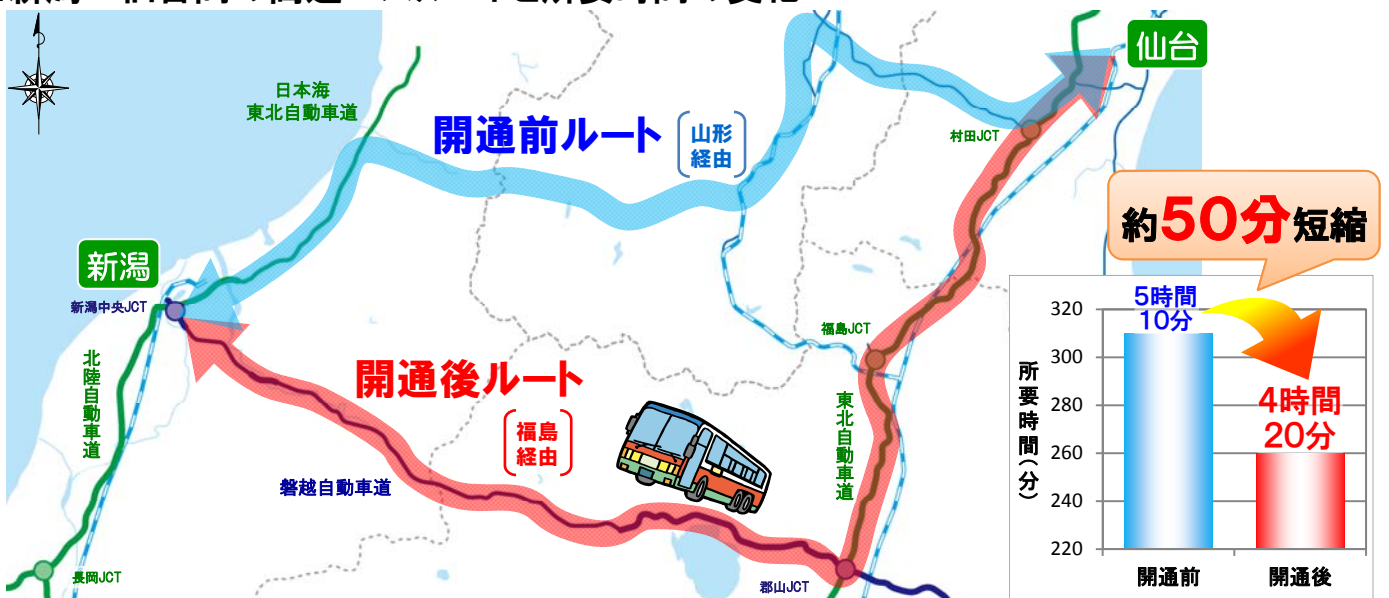 仙台
日本海
東北自動車道
開通前ルート
山形
経由
村田JCT
約50分短縮
新潟
新潟中央JCT
福島JCT
北陸自動車道
開通後ルート
福島
経由
東北自動車道
磐越自動車道
長岡JCT
郡山JCT
所要時間(分)
320
300
280
260
240
220
5時間
10分
4時間
20分
開通前
開通後